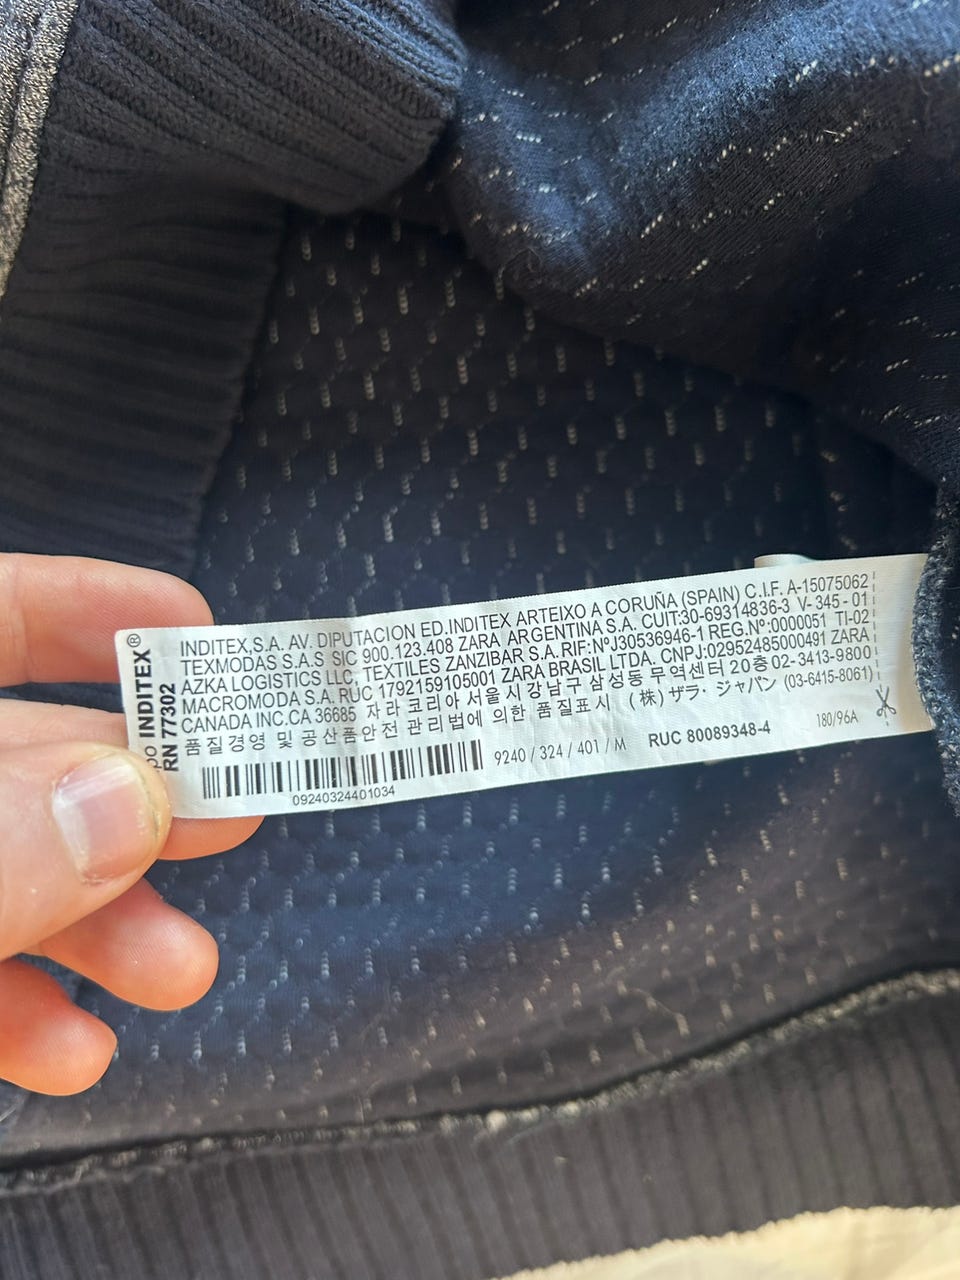 INDITEX®
RN 77302
INDITEX,S.A. AV. DIPUTACION ED.INDITEX ARTEIXO A CORUÑA (SPAIN) C.I.F. A-15075062
TEXMODAS S.A.S SIC 900.123.408 ZARA ARGENTINA S.A. CUIT:30-69314836-3 V-345-01
AZKA LOGISTICS LLC. TEXTILES ZANZIBAR S.A. RIF: Nº J30536946-1 REG.Nº:0000051 TI-02
MACROMODA S.A. RUC 1792159105001 ZARA BRASIL LTDA. CNPJ:02952485000491 ZARA
CANADA INC.CA 36685 자라 코리아 서울시 강남구 삼성동 무역센터 20층 02-3413-9800
품질경영 및 공산품안전 관리법에 의한 품질표시 (株) ザラ・ジャパン (03-6415-8061)
9240 / 324 / 401 / M RUC 80089348-4 180/96A
09240324401034